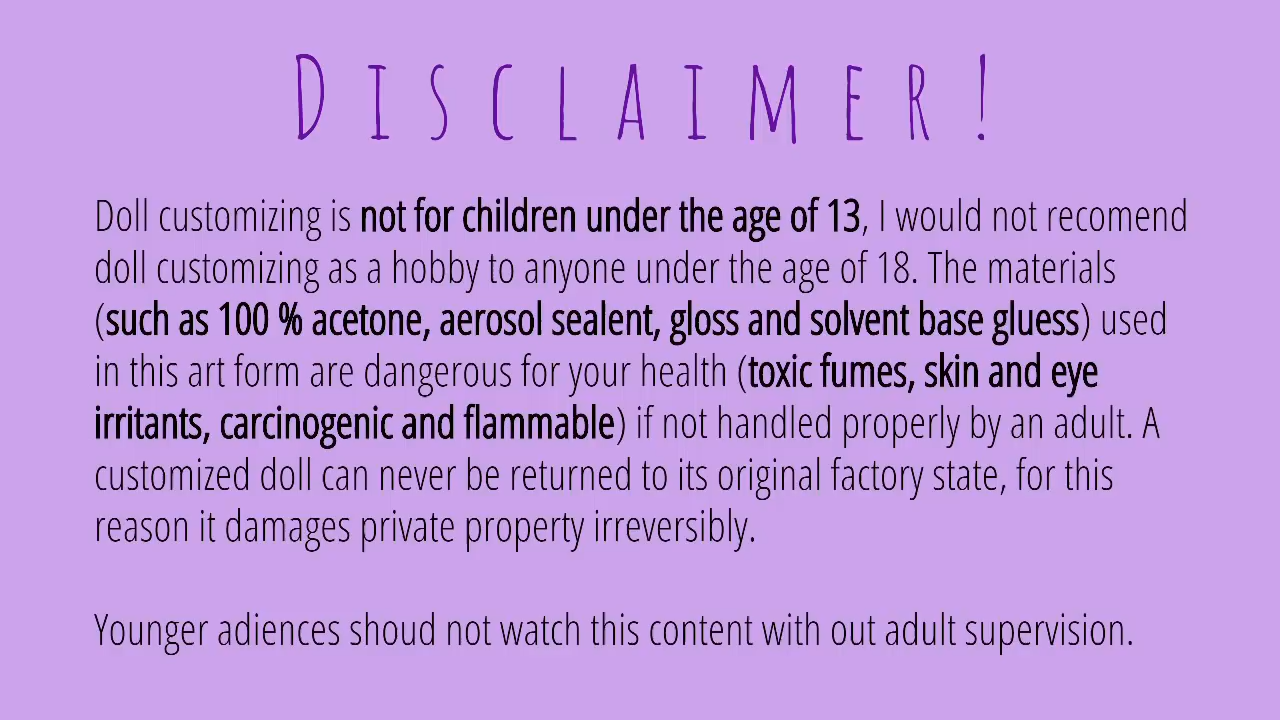 DISCLAIMER!
Doll customizing is not for children under the age of 13, I would not recomend
doll customizing as a hobby to anyone under the age of 18. The materials
(such as 100 % acetone, aerosol sealent, gloss and solvent base gluess) used
in this art form are dangerous for your health (toxic fumes, skin and eye
irritants, carcinogenic and flammable) if not handled properly by an adult. A
customized doll can never be returned to its original factory state, for this
reason it damages private property irreversibly.
Younger adiences shoud not watch this content with out adult supervision.